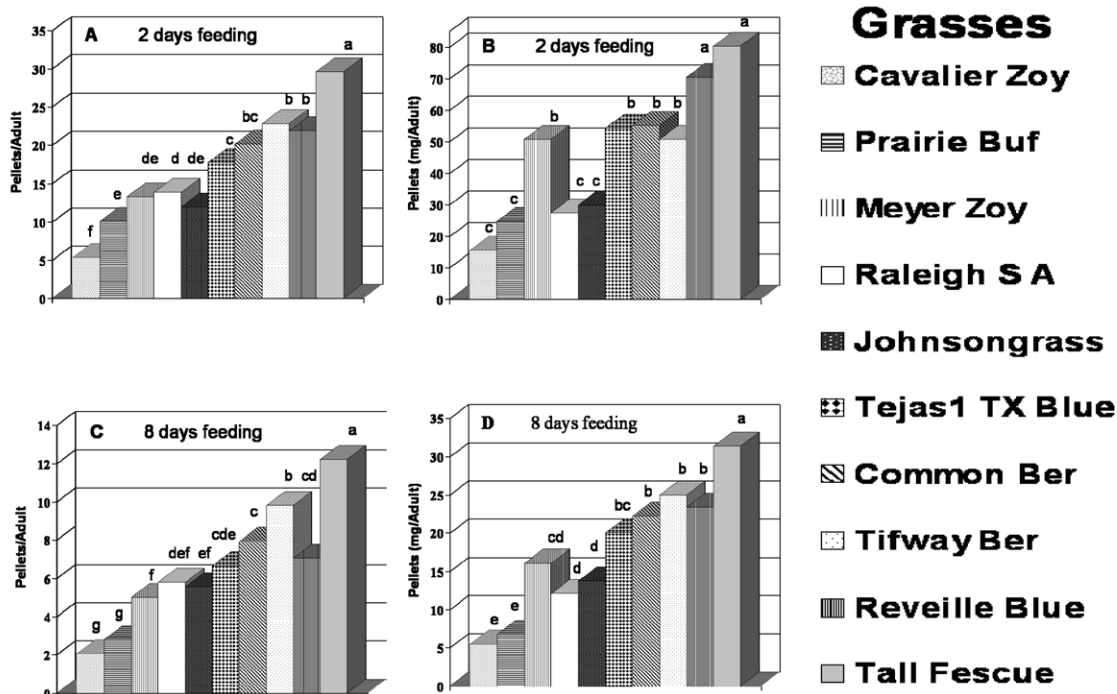 A 2 days feeding
Pellets/Adult
35
30
25
20
15
10
5
0
f
e
de
d
de
c
bc
b
b
a
B 2 days feeding
Pellets (mg/Adult)
80
70
60
50
40
30
20
10
0
c
c
b
c
c
b
b
b
a
a
C 8 days feeding
Pellets/Adult
14
12
10
8
6
4
2
0
g
g
f
def
ef
cde
c
b
cd
a
D 8 days feeding
Pellets (mg/Adult)
35
30
25
20
15
10
5
0
e
e
cd
d
d
bc
b
b
b
a
Grasses
Cavalier Zoy
Prairie Buf
Meyer Zoy
Raleigh S A
Johnsongrass
Tejas1 TX Blue
Common Ber
Tifway Ber
Reveille Blue
Tall Fescue